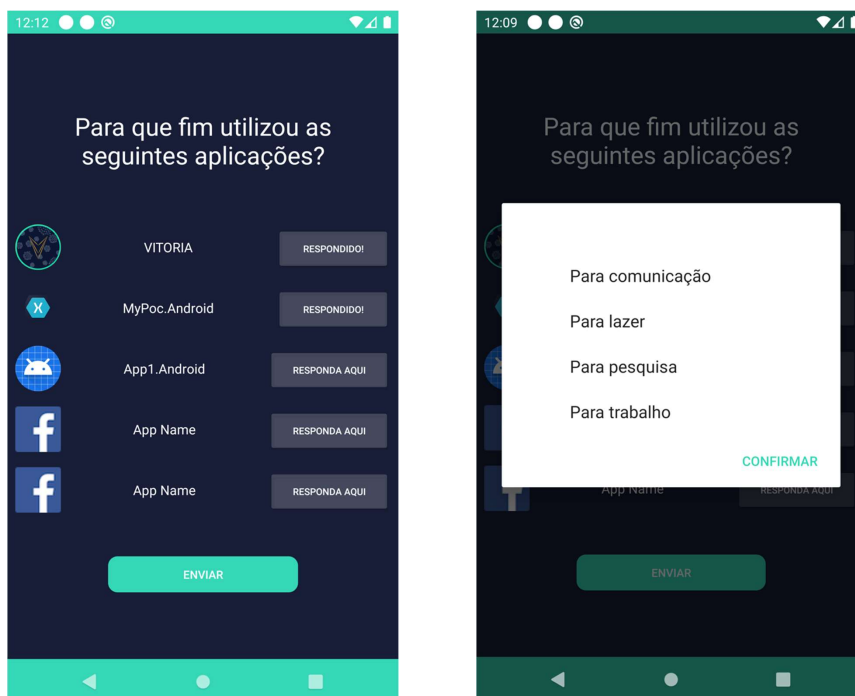 12:12
Para que fim utilizou as
seguintes aplicações?
VITORIA
RESPONDIDO!
MyPoc.Android
RESPONDIDO!
App1.Android
RESPONDA AQUI
App Name
RESPONDA AQUI
App Name
RESPONDA AQUI
ENVIAR
12:09
Para que fim utilizou as
seguintes aplicações?
Para comunicação
Para lazer
Para pesquisa
Para trabalho
CONFIRMAR
App Name
RESPONDA AQUI
ENVIAR